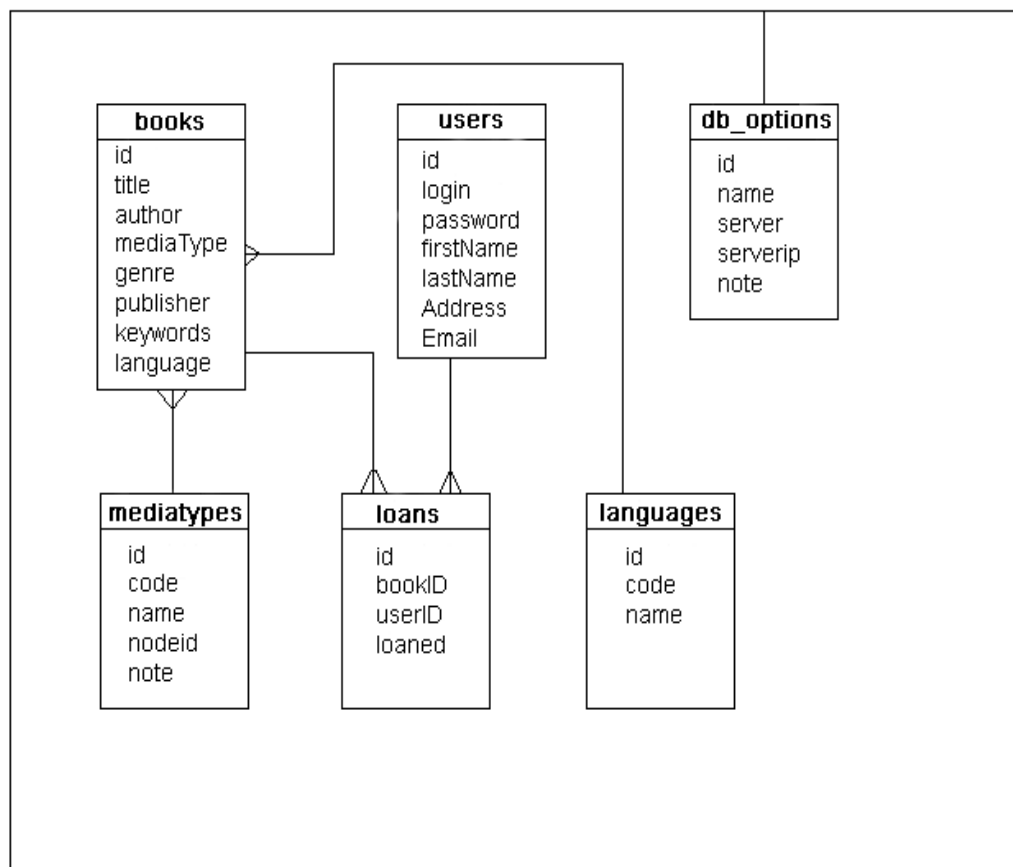 books
id
title
author
mediaType
genre
publisher
keywords
language
users
id
login
password
firstName
lastName
Address
Email
db_options
id
name
server
serverip
note
mediatypes
id
code
name
nodeid
note
loans
id
bookID
userID
loaned
languages
id
code
name